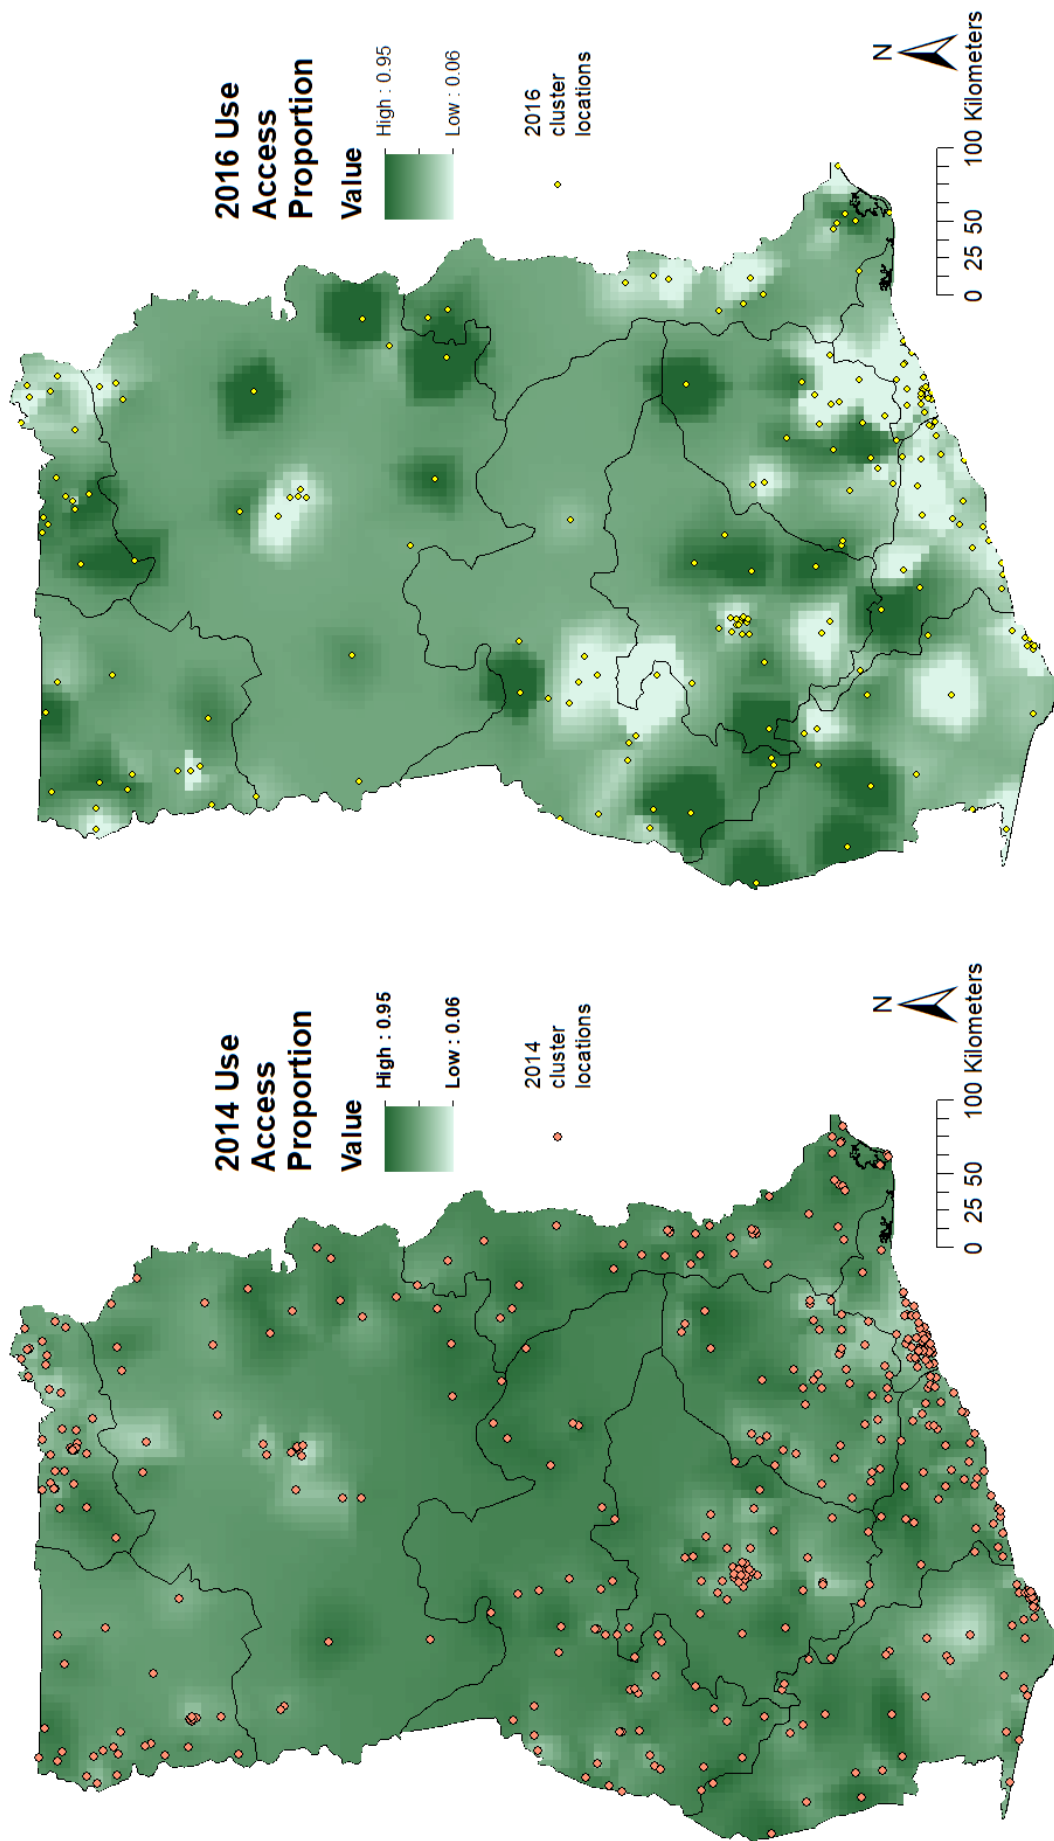 2016 Use
Access
Proportion
Value
High : 0.95
Low : 0.06
2016
cluster
locations
N
0 25 50 100 Kilometers
2014 Use
Access
Proportion
Value
High : 0.95
Low : 0.06
2014
cluster
locations
N
0 25 50 100 Kilometers